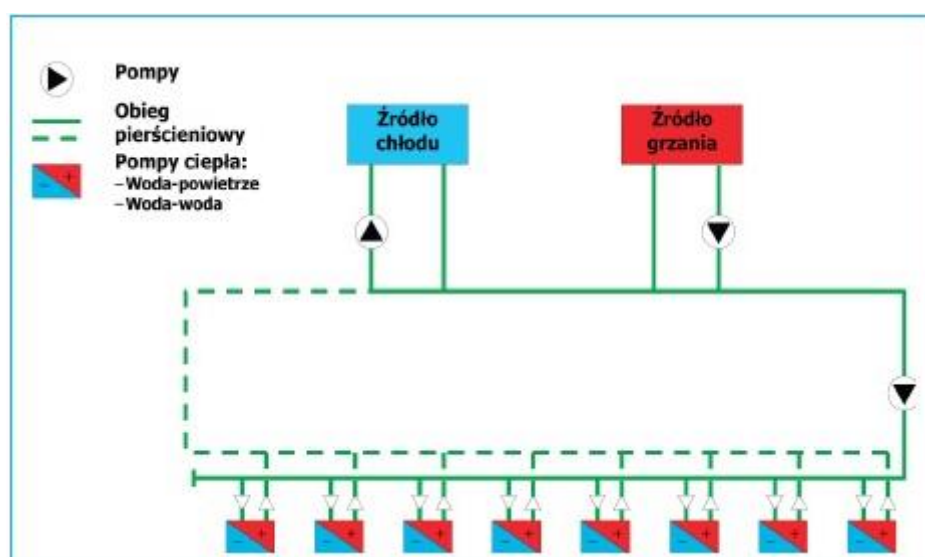 Pompy
Obieg
pierścieniowy
Pompy ciepła:
–Woda-powietrze
–Woda-woda
Źródło
chłodu
Źródło
grzania
– +
– +
– +
– +
– +
– +
– +
– +
– +